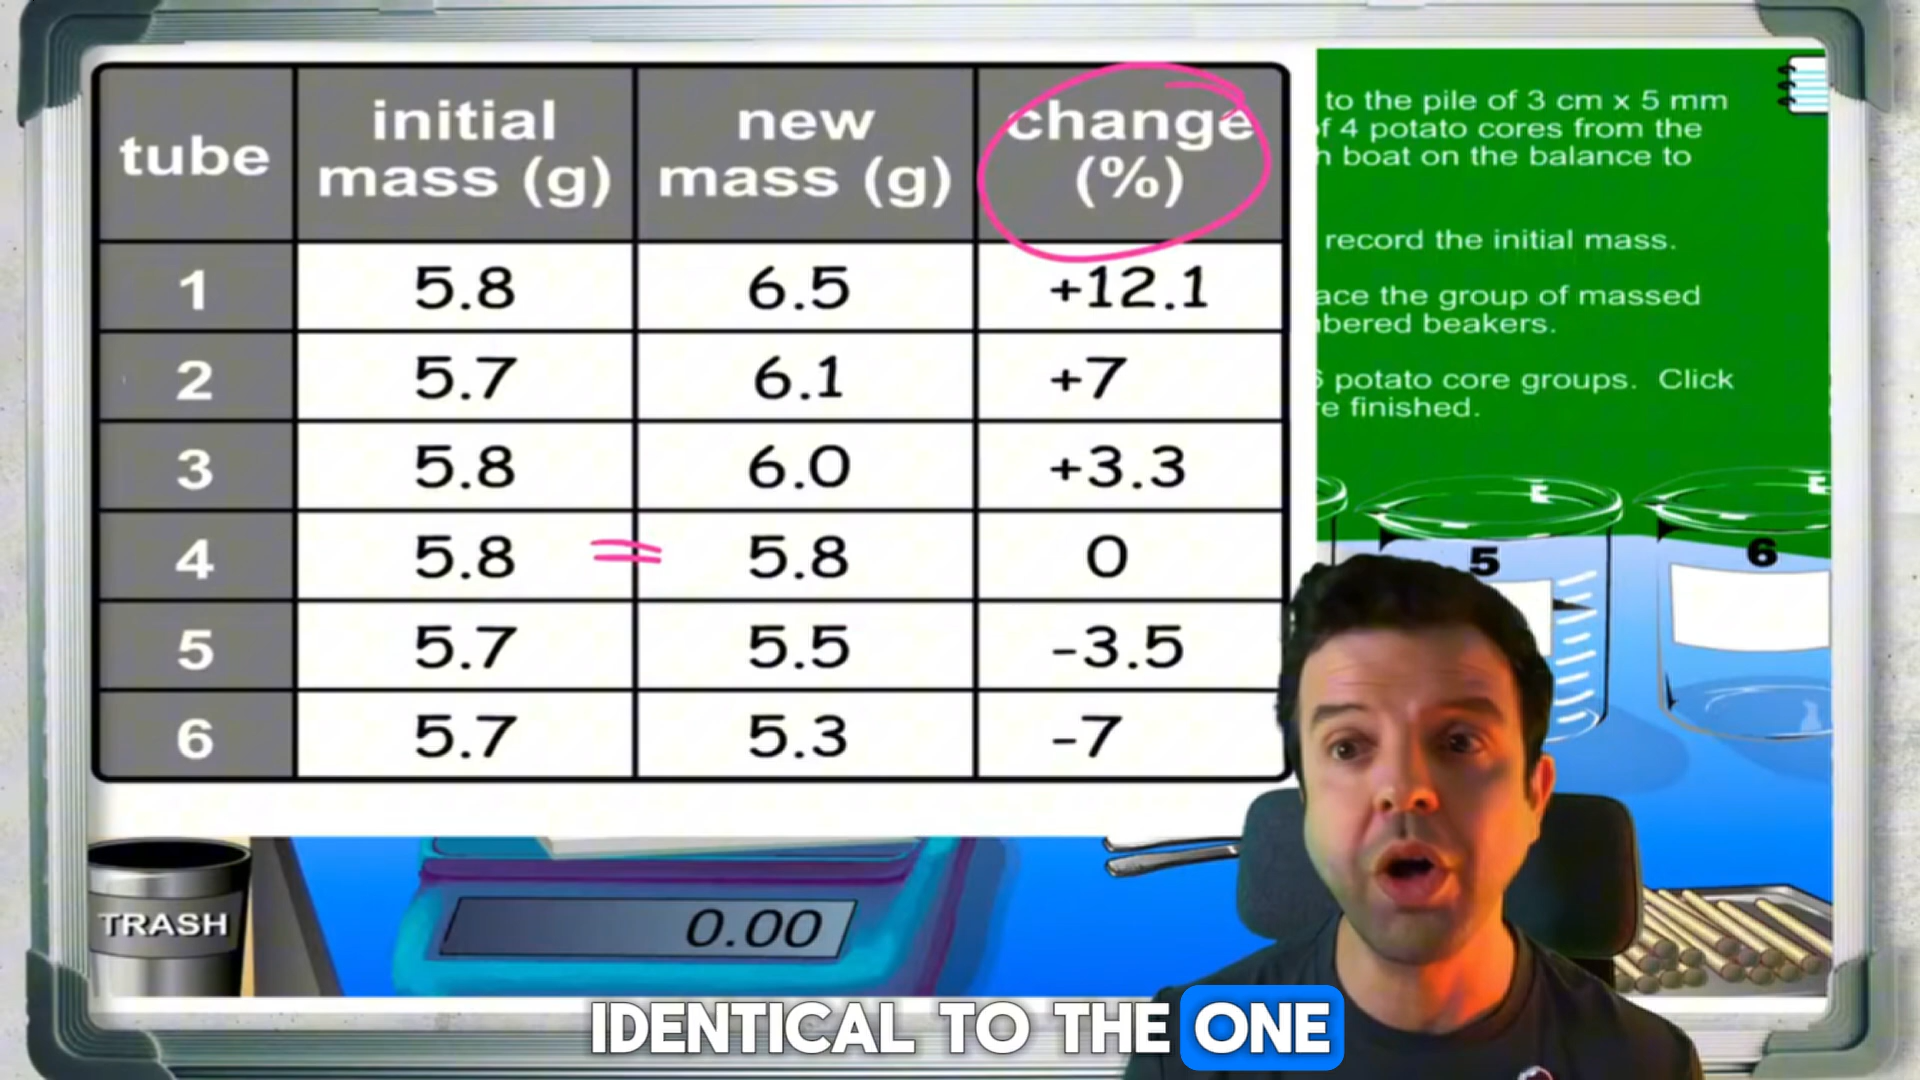 tube initial mass (g) new mass (g) change (%)
1 5.8 6.5 +12.1
2 5.7 6.1 +7
3 5.8 6.0 +3.3
4 5.8 = 5.8 0
5 5.7 5.5 -3.5
6 5.7 5.3 -7
to the pile of 3 cm x 5 mm
of 4 potato cores from the
boat on the balance to
record the initial mass.
the group of massed
beakers.
potato core groups. Click
finished.
5
6
TRASH
0.00
IDENTICAL TO THE ONE